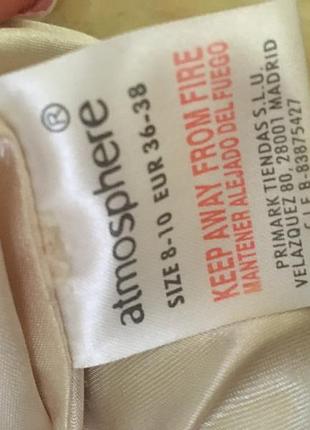 atmosphere®
SIZE 8-10 EUR 36-38
KEEP AWAY FROM FIRE
MANTENER ALEJADO DEL FUEGO
PRIMARK TIENDAS S.L.U.
VELAZQUEZ 80, 28001 MADRID
C.I.F. B-83875427